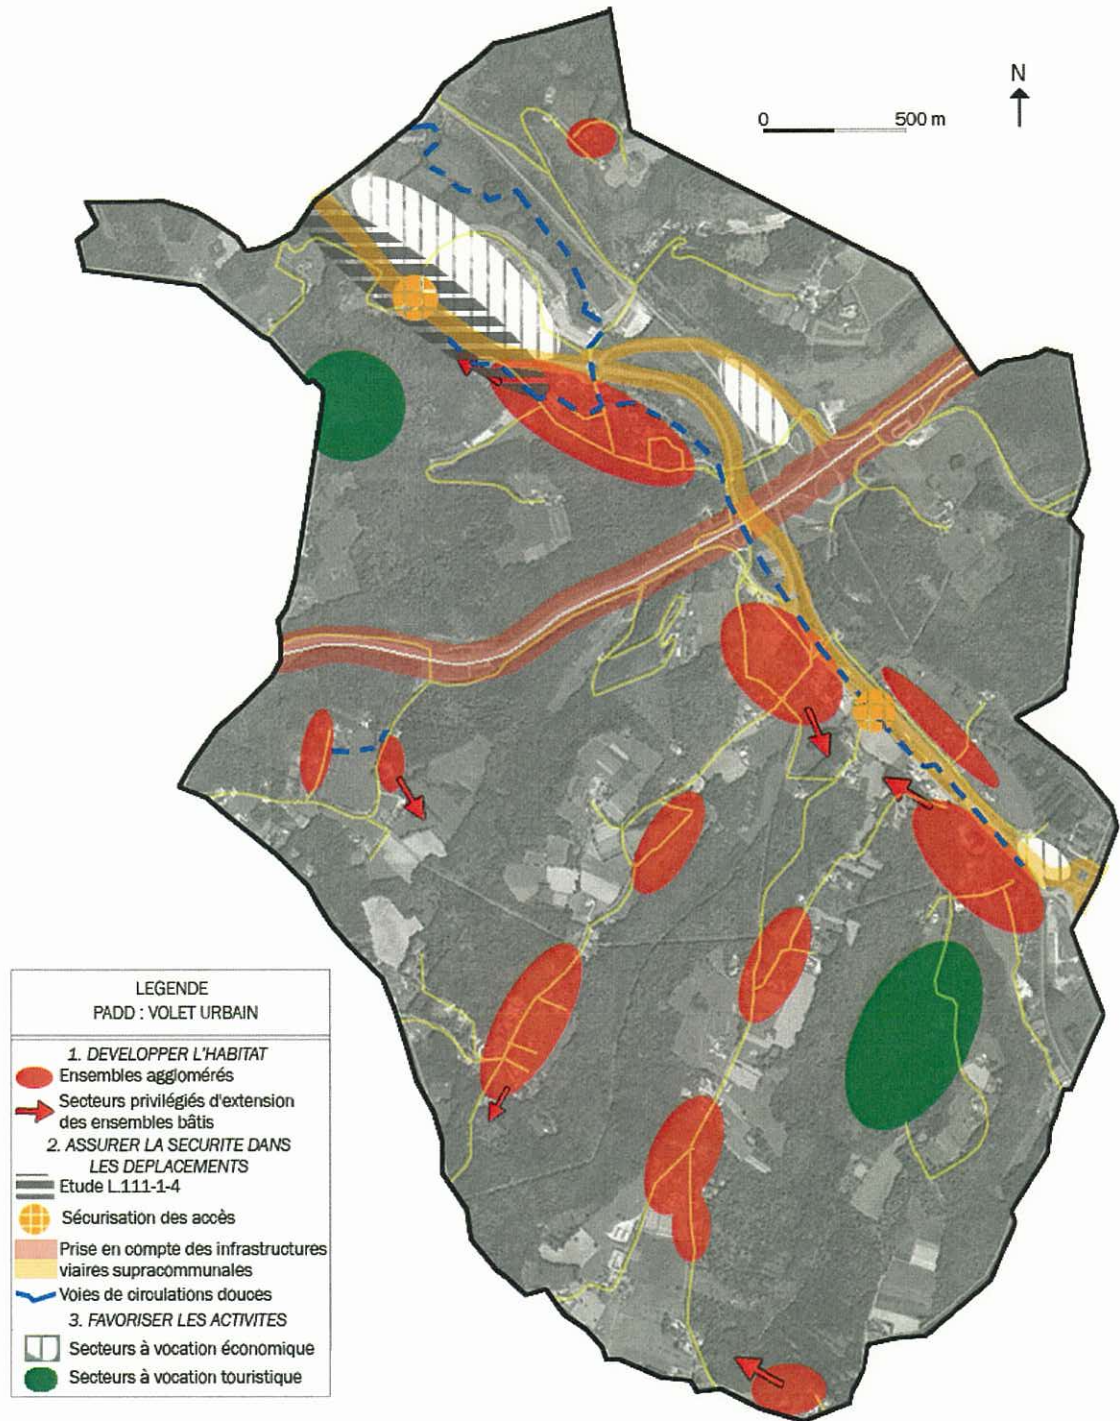 N
0 500 m
LEGENDE
PADD : VOLET URBAIN
1. DEVELOPPER L'HABITAT
Ensembles agglomérés
Secteurs privilégiés d'extension
des ensembles bâtis
2. ASSURER LA SECURITE DANS
LES DEPLACEMENTS
Etude L.111-1-4
Sécurisation des accès
Prise en compte des infrastructures
viaires supracommunales
Voies de circulations douces
3. FAVORISER LES ACTIVITES
Secteurs à vocation économique
Secteurs à vocation touristique